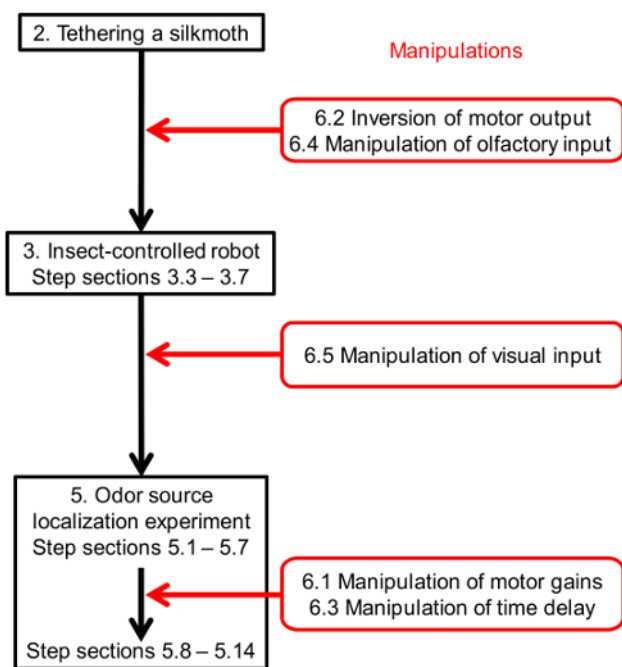 2. Tethering a silkmoth
Manipulations
6.2 Inversion of motor output
6.4 Manipulation of olfactory input
3. Insect-controlled robot
Step sections 3.3 – 3.7
6.5 Manipulation of visual input
5. Odor source
localization experiment
Step sections 5.1 – 5.7
6.1 Manipulation of motor gains
6.3 Manipulation of time delay
Step sections 5.8 – 5.14